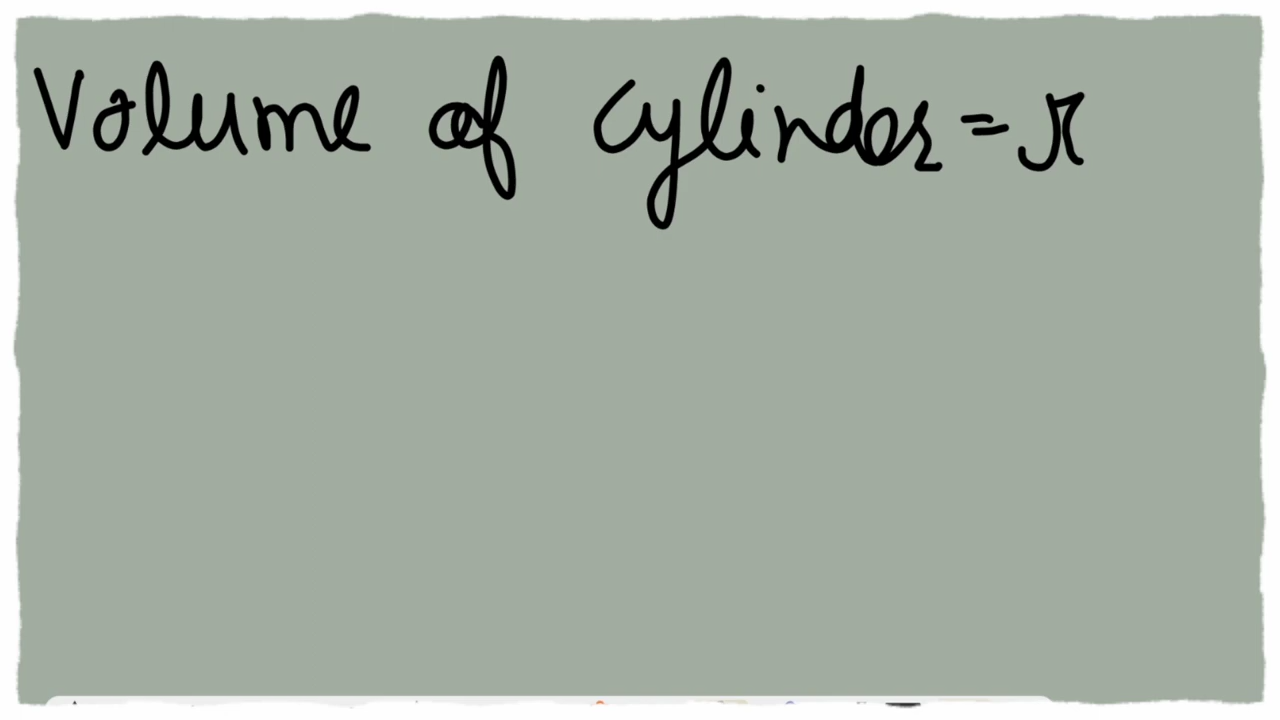 Volume of cylinder = π